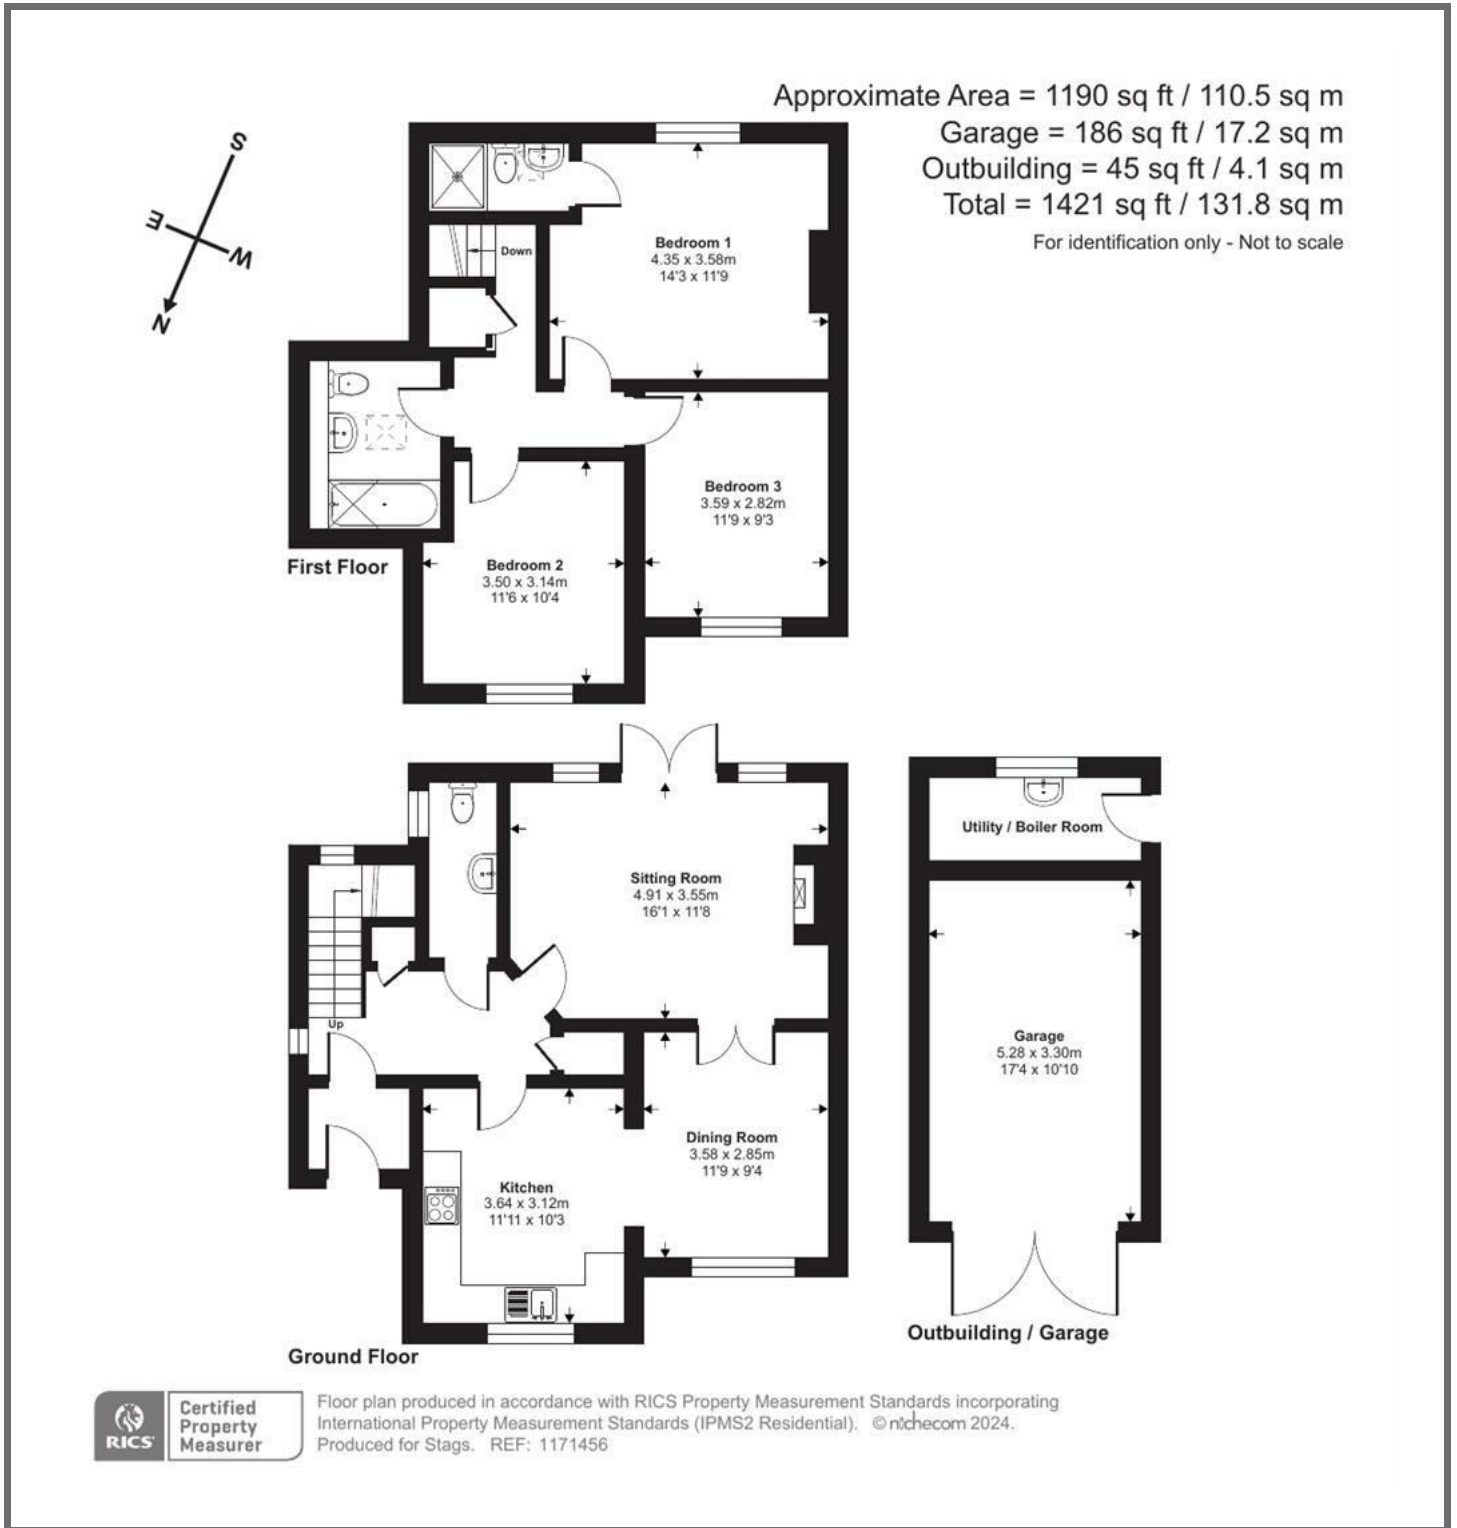 Approximate Area = 1190 sq ft / 110.5 sq m
Garage = 186 sq ft / 17.2 sq m
Outbuilding = 45 sq ft / 4.1 sq m
Total = 1421 sq ft / 131.8 sq m
For identification only - Not to scale
S
E
W
N
Down
Bedroom 1
4.35 x 3.58m
14'3 x 11'9
Bedroom 3
3.59 x 2.82m
11'9 x 9'3
First Floor
Bedroom 2
3.50 x 3.14m
11'6 x 10'4
Utility / Boiler Room
Sitting Room
4.91 x 3.55m
16'1 x 11'8
Up
Garage
5.28 x 3.30m
17'4 x 10'10
Dining Room
3.58 x 2.85m
11'9 x 9'4
Kitchen
3.64 x 3.12m
11'11 x 10'3
Outbuilding / Garage
Ground Floor
RICS
Certified
Property
Measurer
Floor plan produced in accordance with RICS Property Measurement Standards incorporating
International Property Measurement Standards (IPMS2 Residential). © nichecom 2024.
Produced for Stags. REF: 1171456